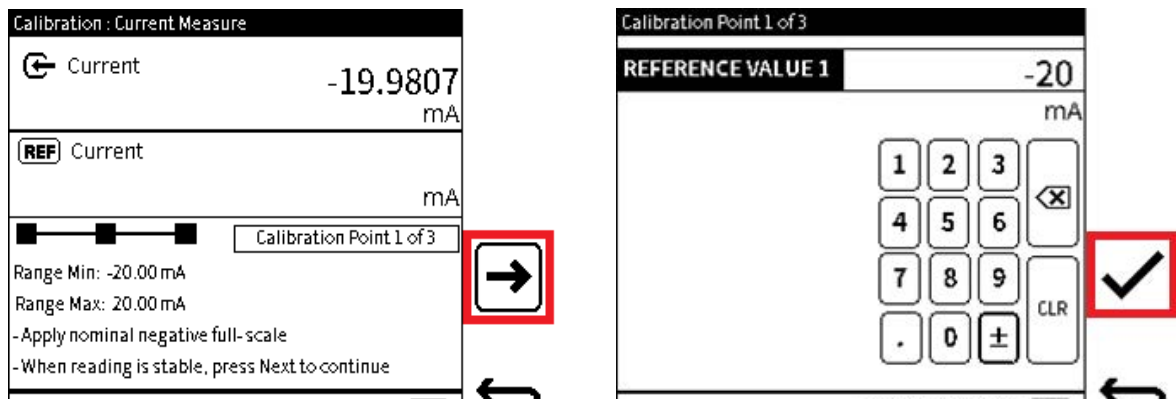 Calibration : Current Measure
Current
-19.9807
mA
REF Current
mA
Calibration Point 1 of 3
Range Min: -20.00 mA
Range Max: 20.00 mA
- Apply nominal negative full-scale
- When reading is stable, press Next to continue
Calibration Point 1 of 3
REFERENCE VALUE 1 -20
mA
1 2 3
4 5 6
7 8 9
CLR
. 0 ±